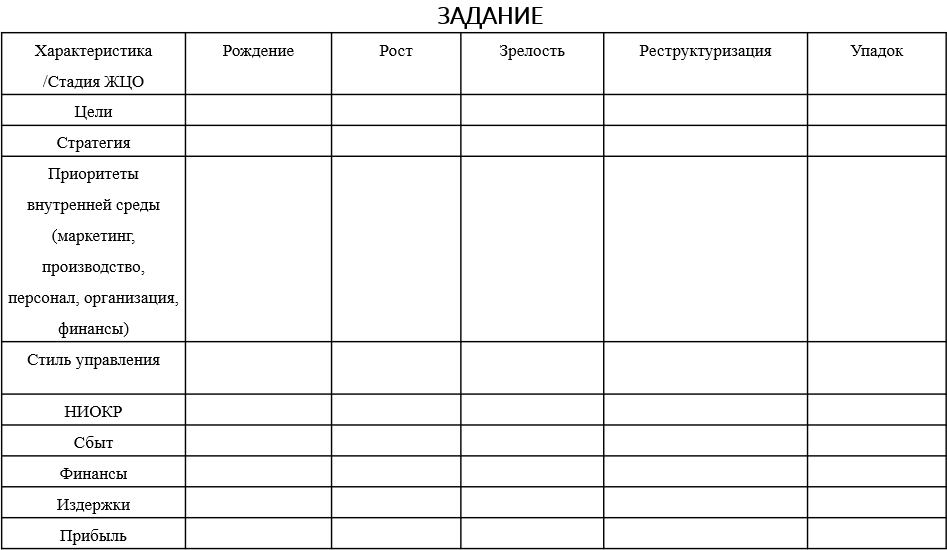 ЗАДАНИЕ
Характеристика Рождение Рост Зрелость Реструктуризация Упадок
/Стадия ЖЦО
Цели
Стратегия
Приоритеты
внутренней среды
(маркетинг,
производство,
персонал, организация,
финансы)
Стиль управления
НИОКР
Сбыт
Финансы
Издержки
Прибыль